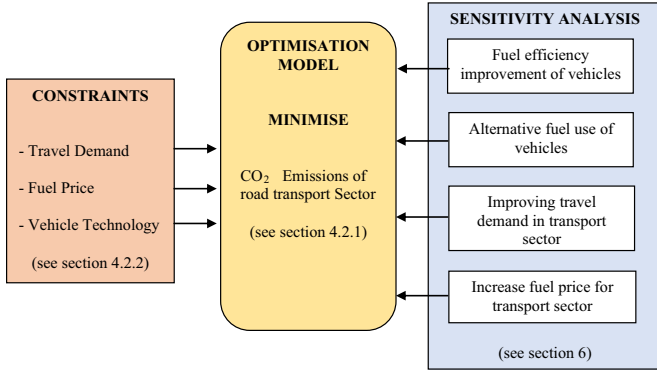 CONSTRAINTS
- Travel Demand
- Fuel Price
- Vehicle Technology
(see section 4.2.2)
OPTIMISATION
MODEL
MINIMISE
CO₂ Emissions of
road transport Sector
(see section 4.2.1)
SENSITIVITY ANALYSIS
Fuel efficiency
improvement of vehicles
Alternative fuel use of
vehicles
Improving travel
demand in transport
sector
Increase fuel price for
transport sector
(see section 6)